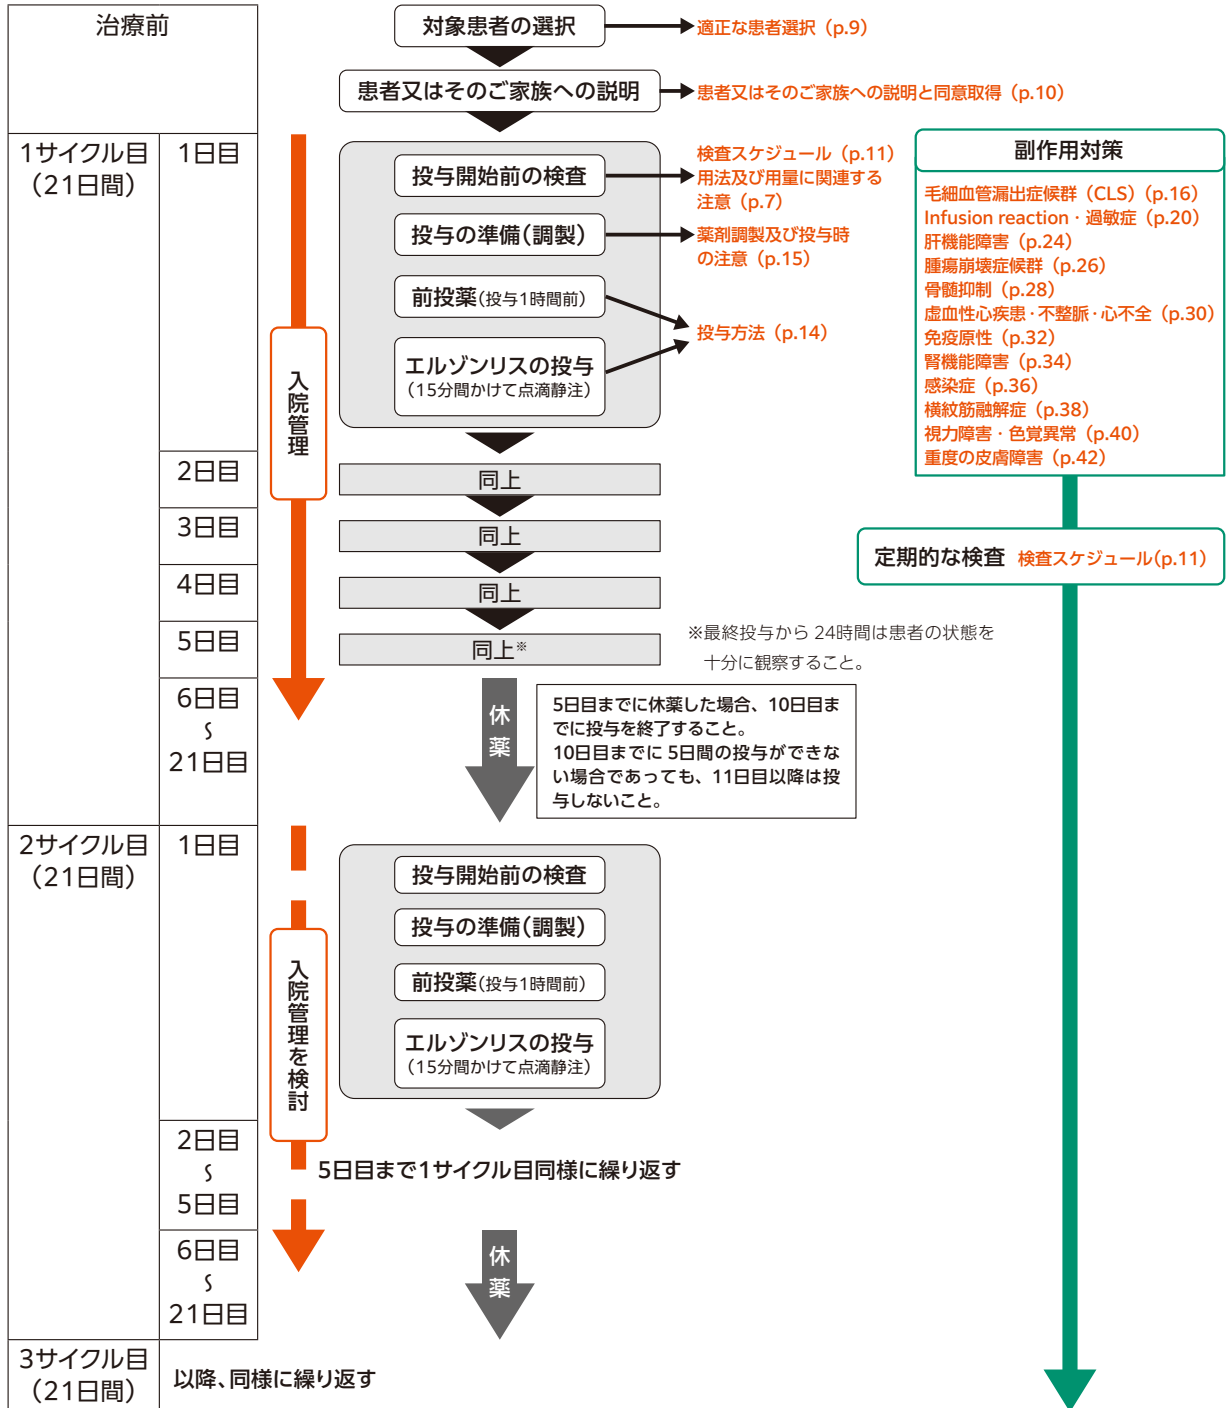 治療前
対象患者の選択
適正な患者選択（p.9）
患者又はそのご家族への説明
患者又はそのご家族への説明と同意取得（p.10）
1サイクル目
（21日間）
1日目
入院管理
投与開始前の検査
検査スケジュール（p.11）
用法及び用量に関連する
注意（p.7）
投与の準備（調製）
薬剤調製及び投与時
の注意（p.15）
前投薬（投与1時間前）
投与方法（p.14）
エルゾンリスの投与
（15分間かけて点滴静注）
副作用対策
毛細血管漏出症候群（CLS）（p.16）
Infusion reaction・過敏症（p.20）
肝機能障害（p.24）
腫瘍崩壊症候群（p.26）
骨髄抑制（p.28）
虚血性心疾患・不整脈・心不全（p.30）
免疫原性（p.32）
腎機能障害（p.34）
感染症（p.36）
横紋筋融解症（p.38）
視力障害・色覚異常（p.40）
重度の皮膚障害（p.42）
2日目
同上
3日目
同上
定期的な検査 検査スケジュール（p.11）
4日目
同上
5日目
同上※
※最終投与から24時間は患者の状態を
十分に観察すること。
6日目
〜
21日目
休薬
5日目までに休薬した場合、10日目ま
でに投与を終了すること。
10日目までに5日間の投与ができな
い場合であっても、11日目以降は投
与しないこと。
2サイクル目
（21日間）
1日目
入院管理を検討
投与開始前の検査
投与の準備（調製）
前投薬（投与1時間前）
エルゾンリスの投与
（15分間かけて点滴静注）
2日目
〜
5日目
5日目まで1サイクル目同様に繰り返す
6日目
〜
21日目
休薬
3サイクル目
（21日間）
以降、同様に繰り返す